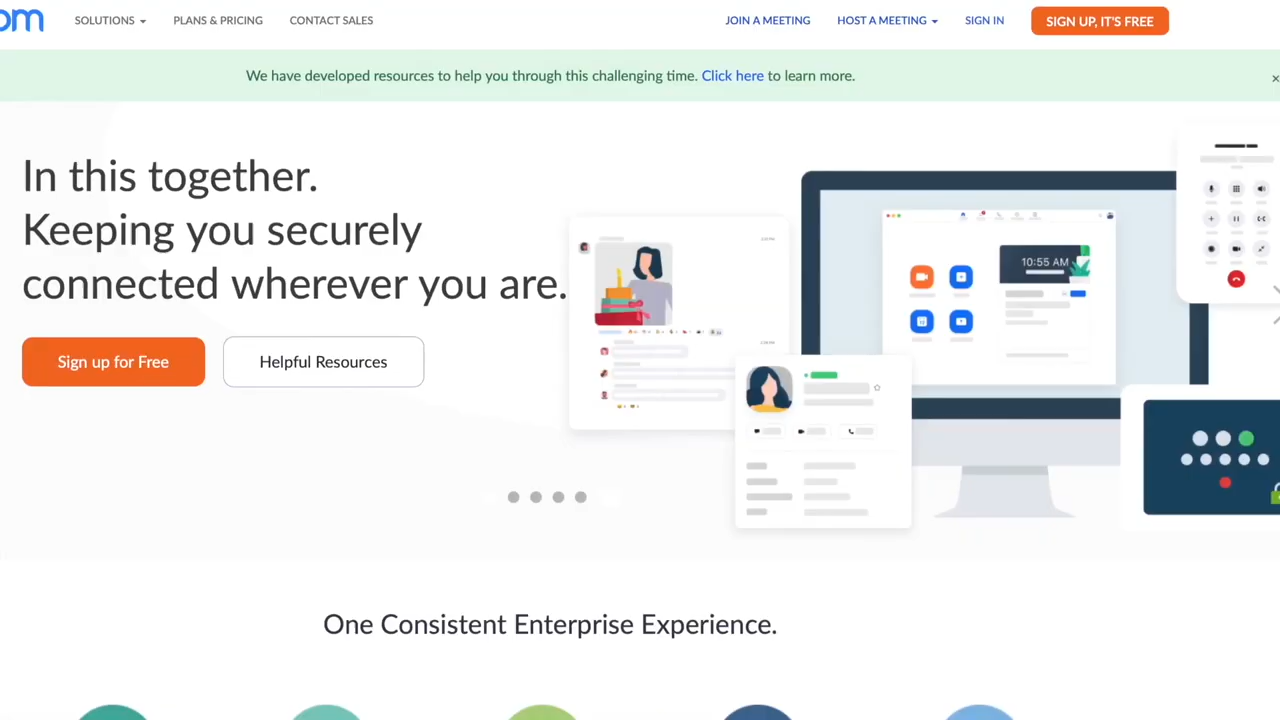 om
SOLUTIONS
PLANS & PRICING
CONTACT SALES
JOIN A MEETING
HOST A MEETING
SIGN IN
SIGN UP, IT'S FREE
We have developed resources to help you through this challenging time. Click here to learn more.
In this together.
Keeping you securely
connected wherever you are.
Sign up for Free
Helpful Resources
10:55 AM
One Consistent Enterprise Experience.